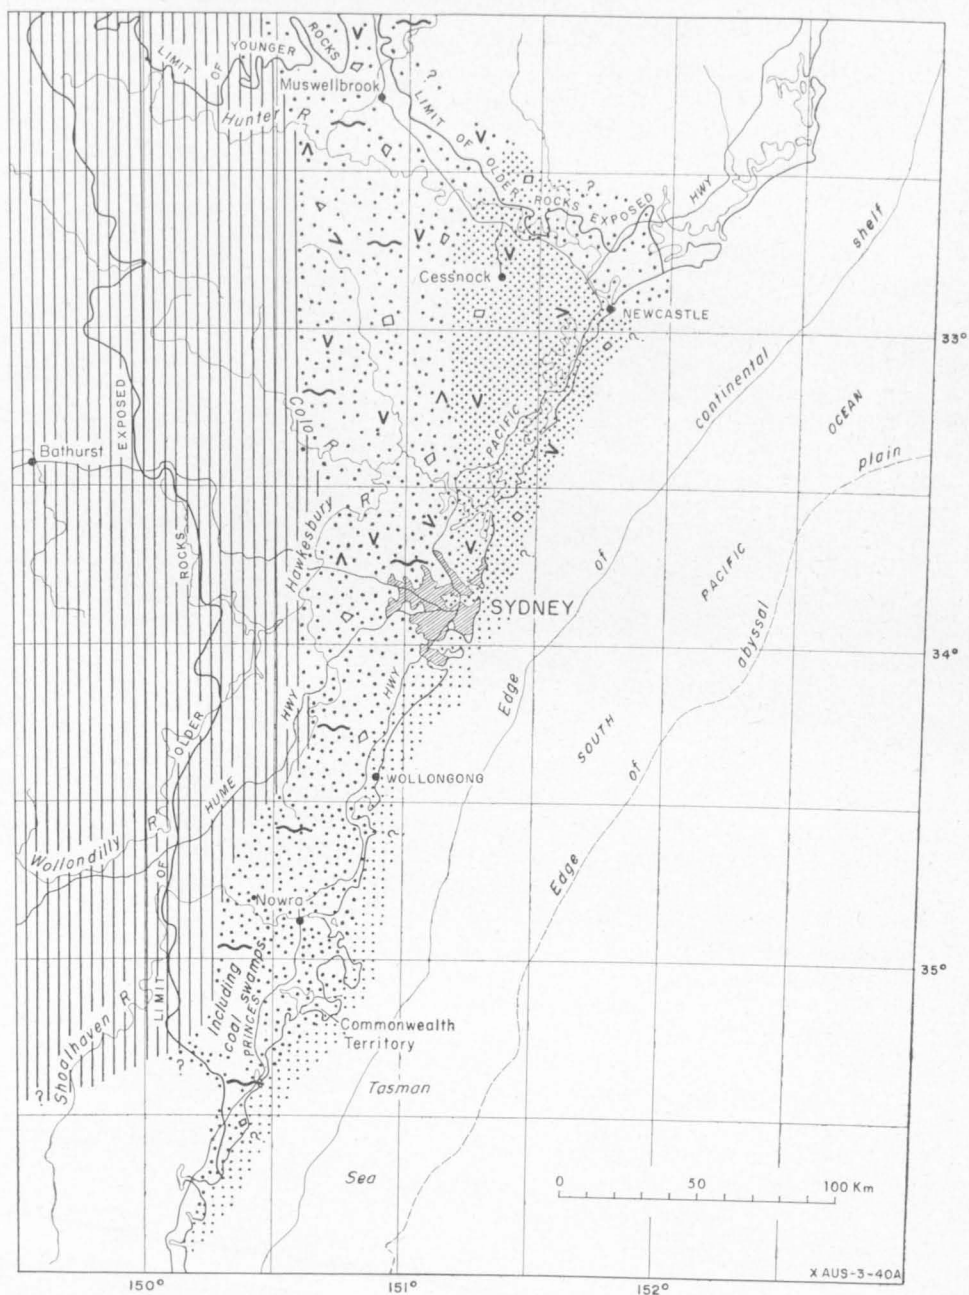 LIMIT OF YOUNGER ROCKS
?
Muswellbrook
Hunter R
LIMIT OF OLDER ROCKS EXPOSED
?
HWY
shelf
Cessnock
NEWCASTLE
?
33°
continental
EXPOSED
Colo R
PACIFIC
OCEAN
Bathurst
plain
R
Hawkesbury
of
ROCKS
?
PACIFIC
SYDNEY
abyssal
34°
HWY
Edge
OLDER
HWY
SOUTH
of
HUME
WOLLONGONG
Wollondilly R
?
Edge
OF
Nowra
35°
Including
coal swamps
PRINCES
LIMIT
Shoalhaven R
Commonwealth
Territory
?
?
Tasman
?
Sea
0 50 100 Km
X AUS-3-40A
150° 151° 152°